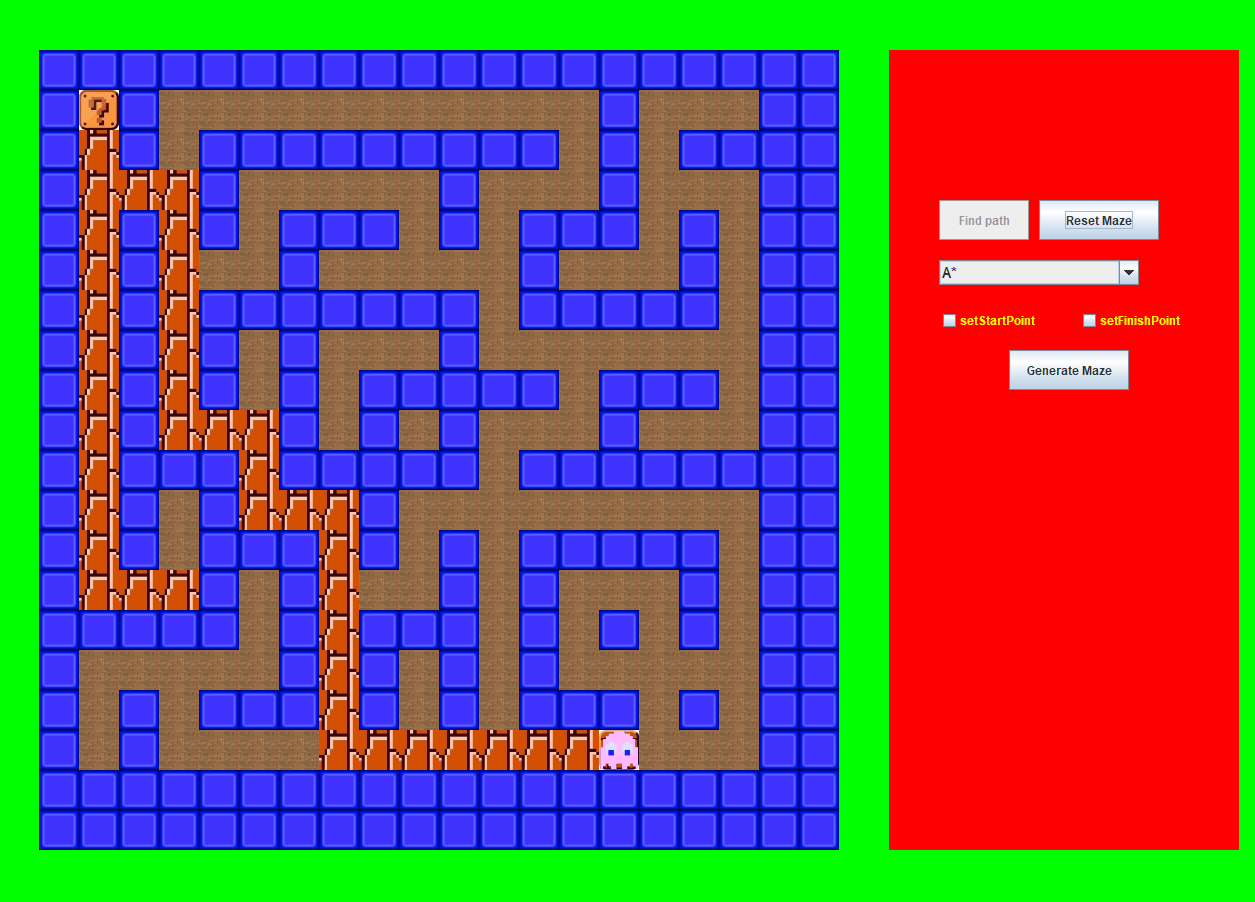 ?
Find path
Reset Maze
A*
setStartPoint
setFinishPoint
Generate Maze